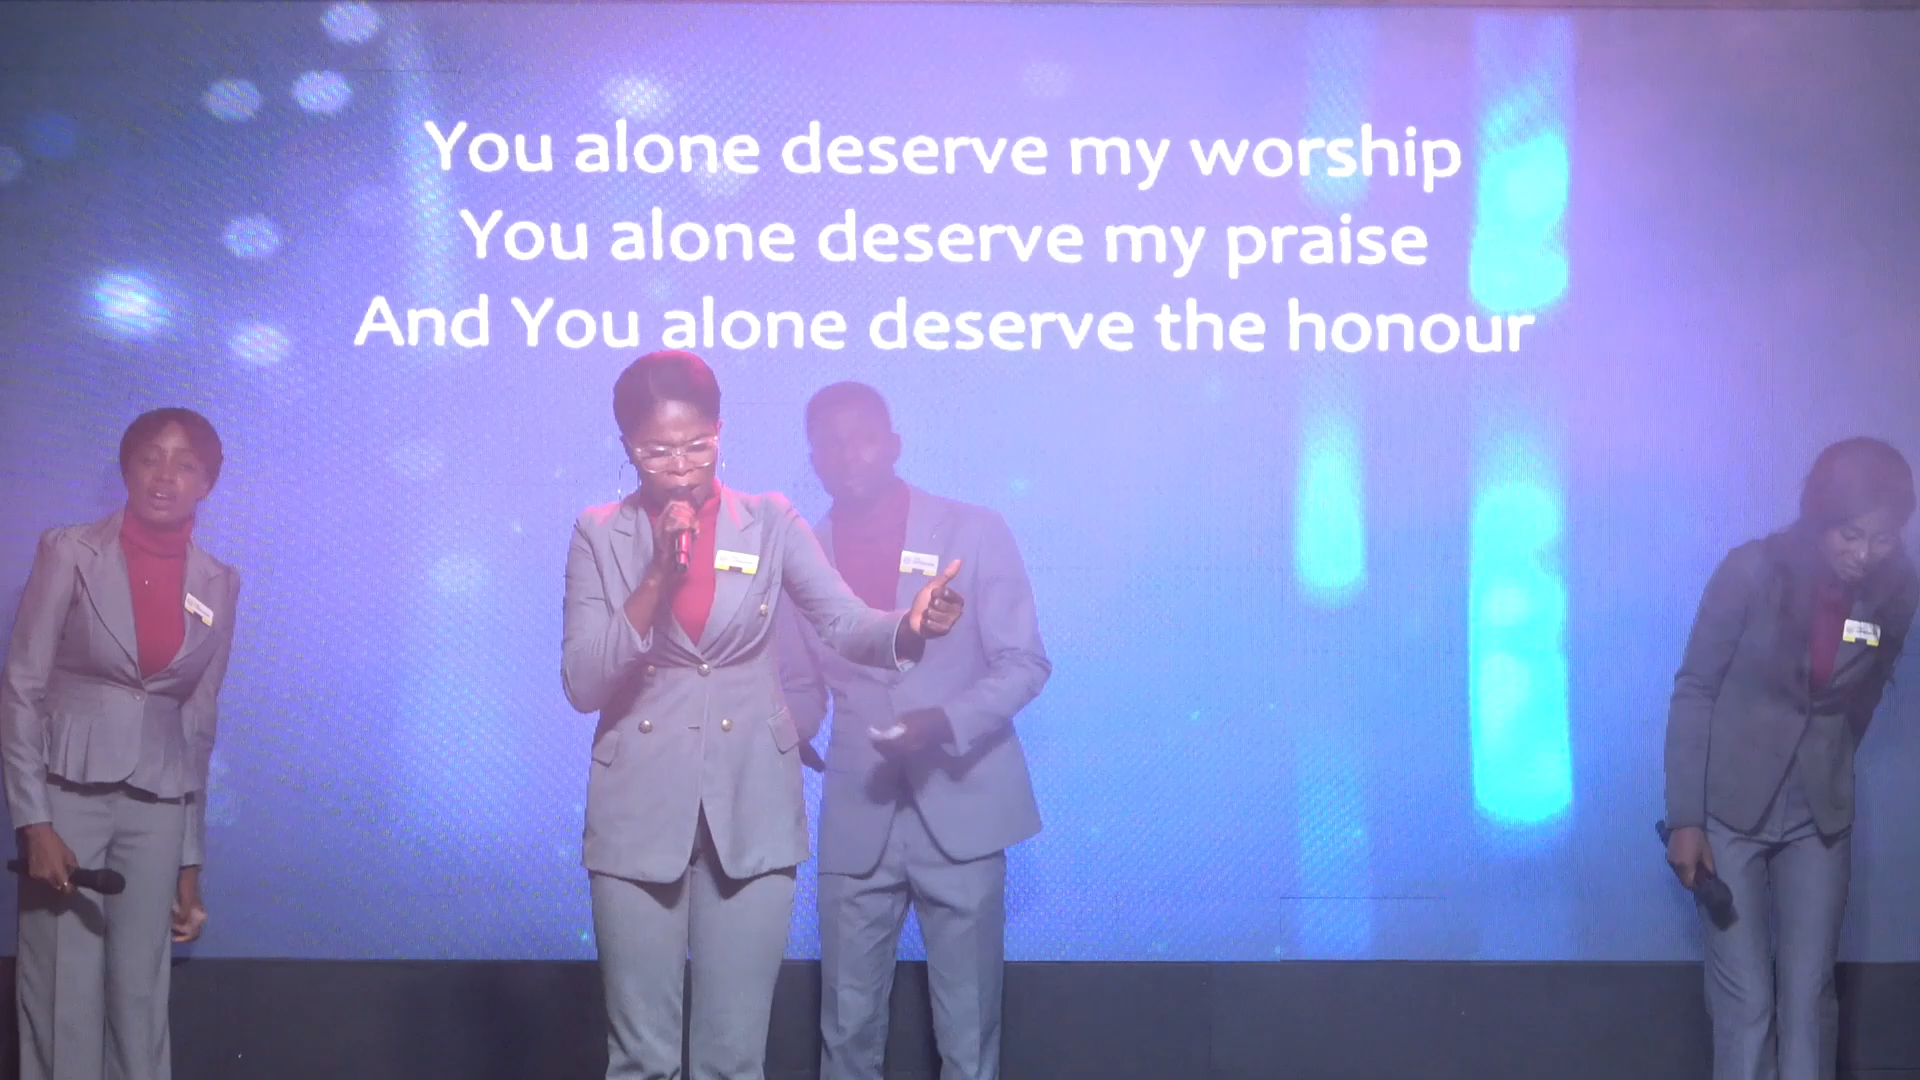 You alone deserve my worship
You alone deserve my praise
And You alone deserve the honour